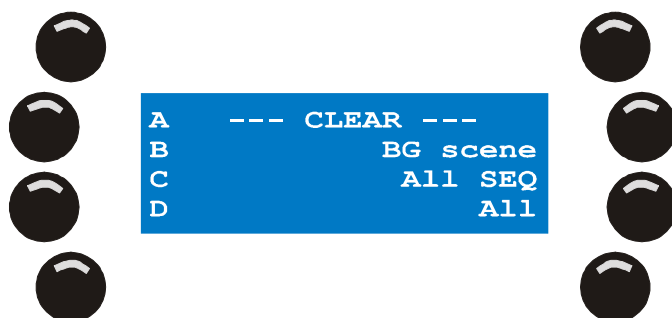 A --- CLEAR ---
B BG scene
C All SEQ
D All